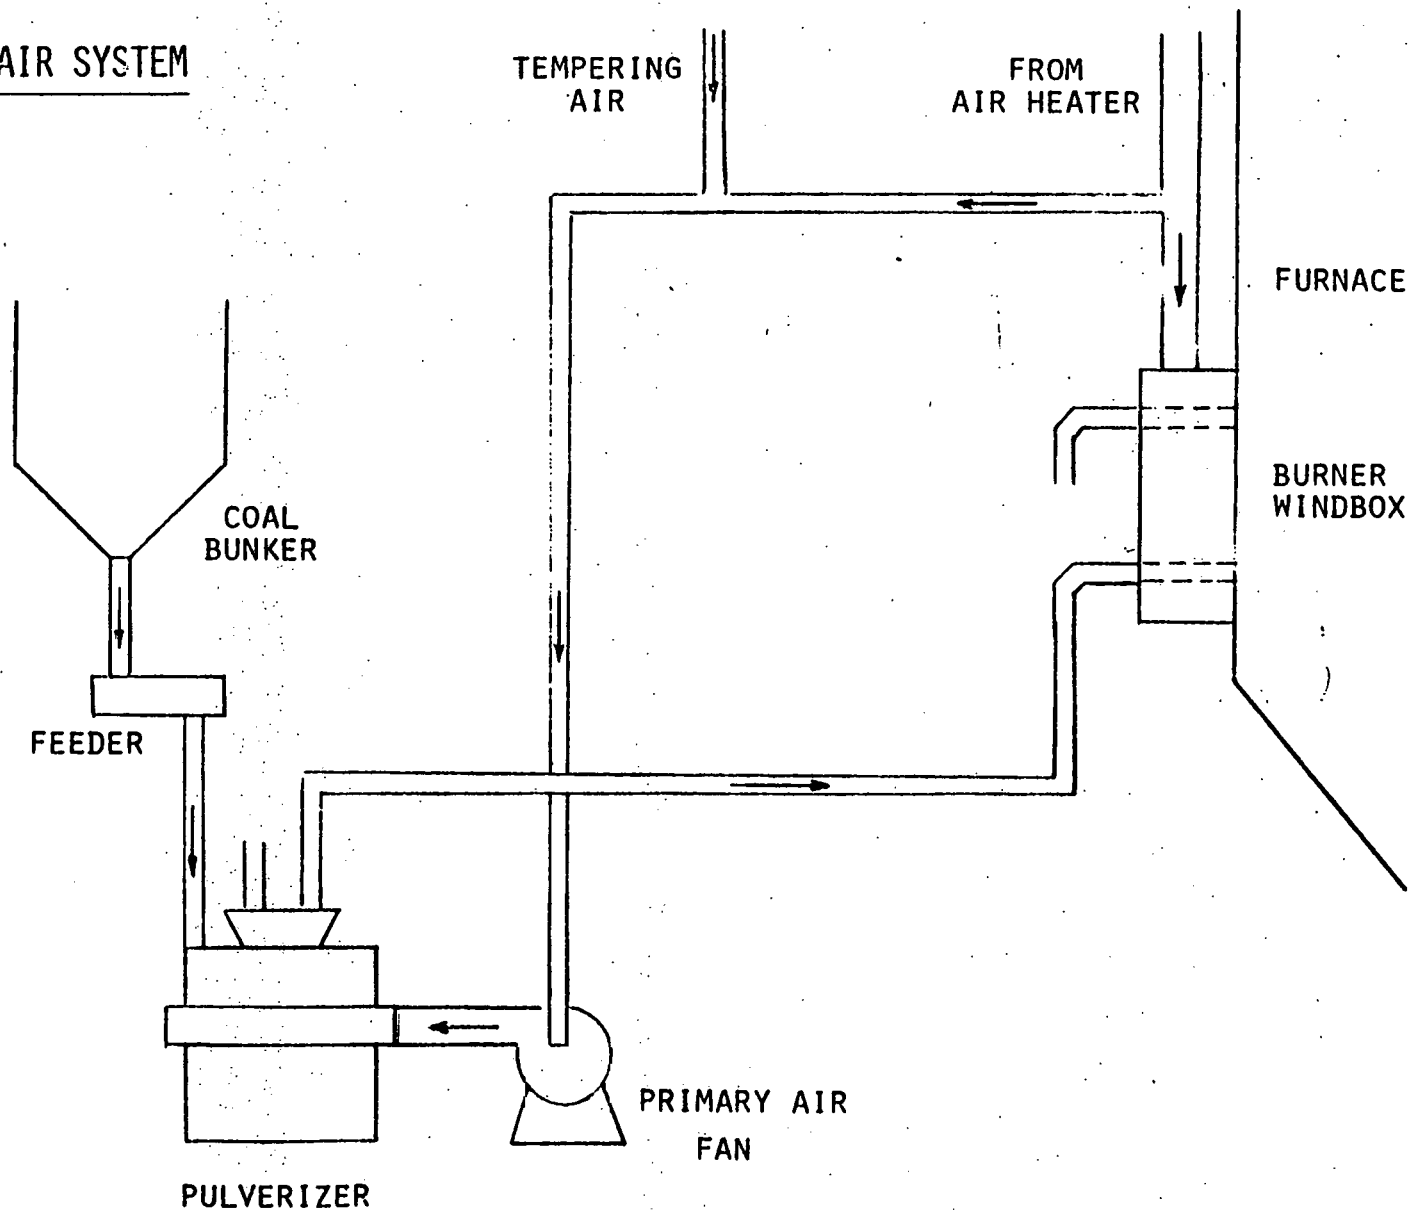 AIR SYSTEM
TEMPERING
AIR
FROM
AIR HEATER
FURNACE
BURNER
WINDBOX
COAL
BUNKER
FEEDER
PRIMARY AIR
FAN
PULVERIZER